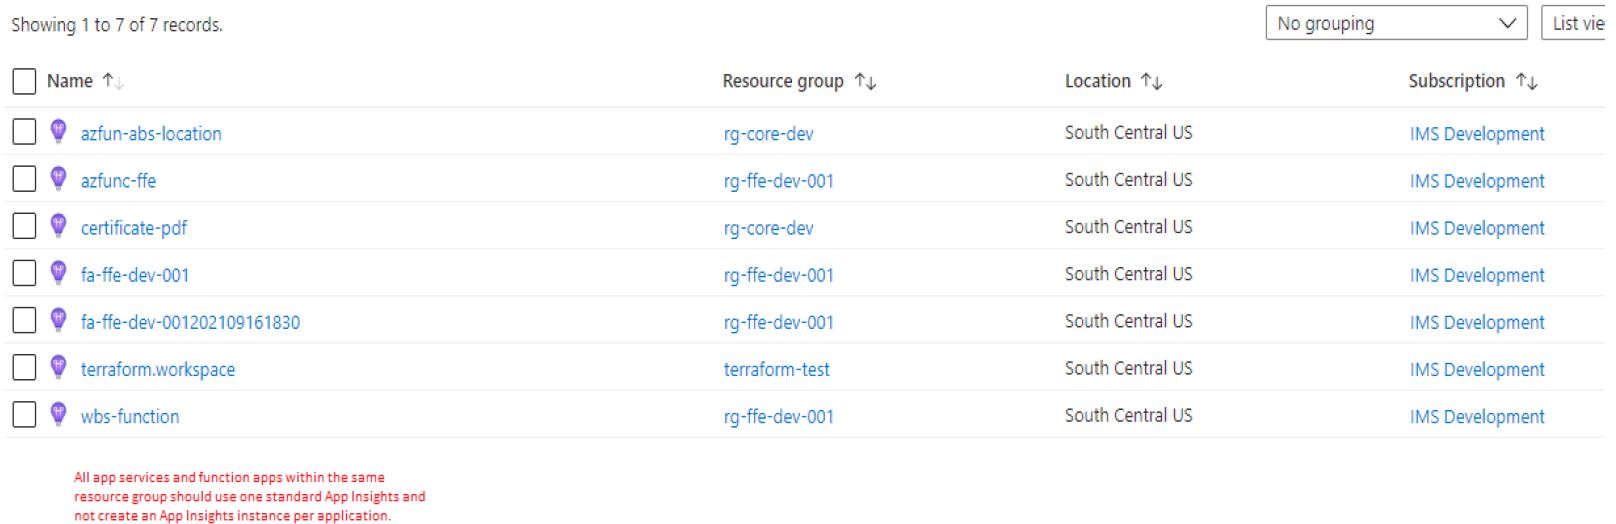 Showing 1 to 7 of 7 records.
No grouping
List vie
Name ↑↓ Resource group ↑↓ Location ↑↓ Subscription ↑↓
azfun-abs-location rg-core-dev South Central US IMS Development
azfunc-ffe rg-ffe-dev-001 South Central US IMS Development
certificate-pdf rg-core-dev South Central US IMS Development
fa-ffe-dev-001 rg-ffe-dev-001 South Central US IMS Development
fa-ffe-dev-001202109161830 rg-ffe-dev-001 South Central US IMS Development
terraform.workspace terraform-test South Central US IMS Development
wbs-function rg-ffe-dev-001 South Central US IMS Development
All app services and function apps within the same
resource group should use one standard App Insights and
not create an App Insights instance per application.